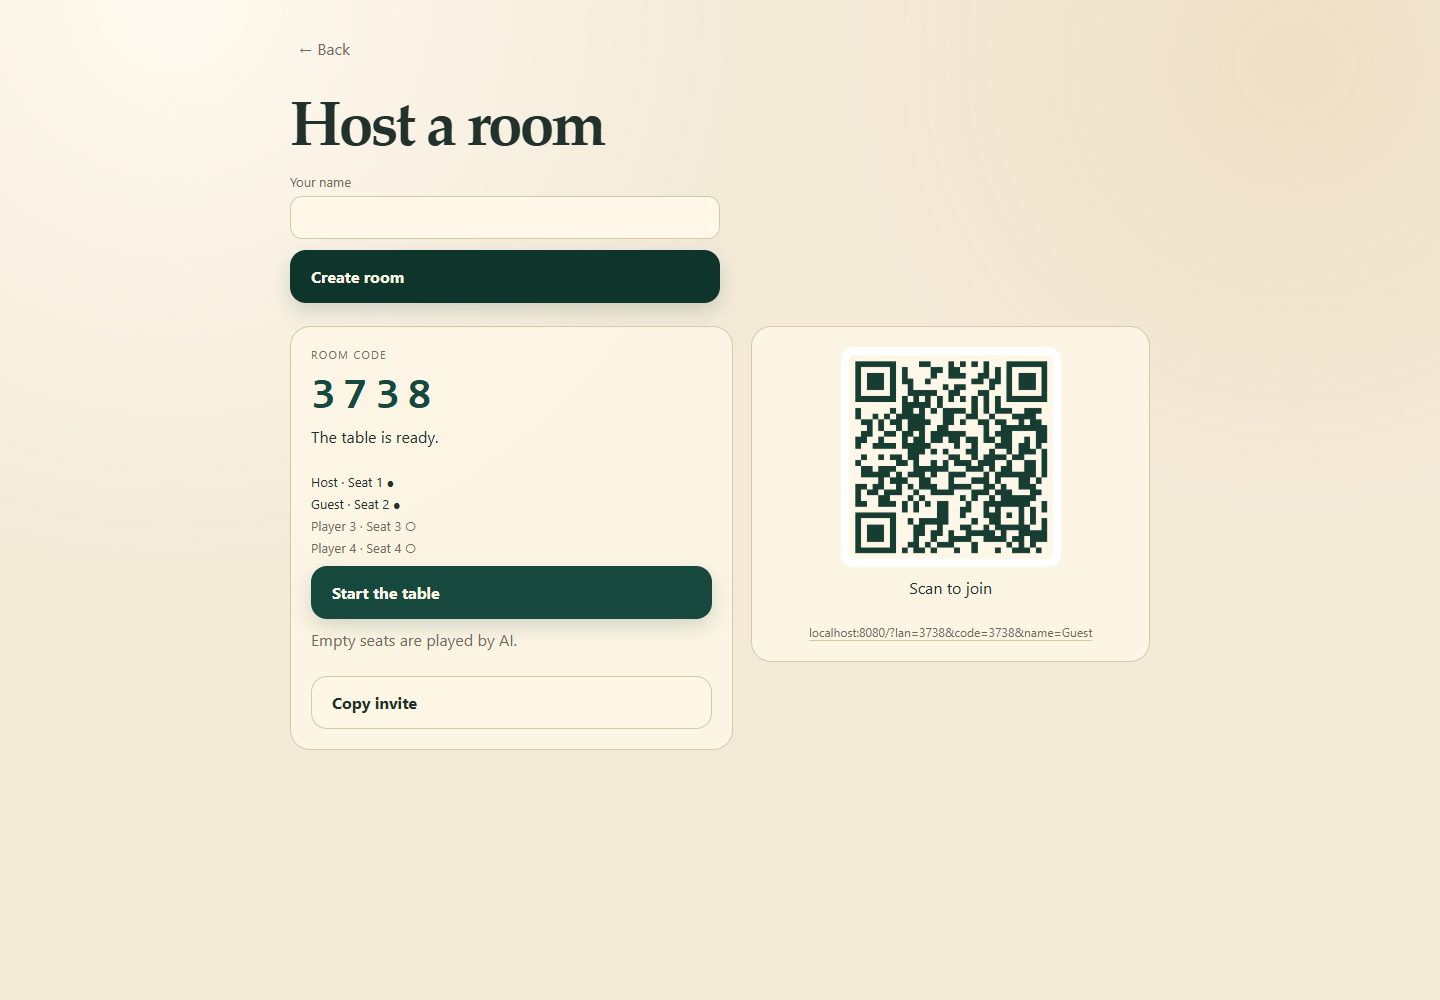 ← Back
Host a room
Your name
Create room
ROOM CODE
3738
The table is ready.
Host · Seat 1 ●
Guest · Seat 2 ●
Player 3 · Seat 3 ○
Player 4 · Seat 4 ○
Start the table
Empty seats are played by AI.
Copy invite
Scan to join
localhost:8080/?lan=3738&code=3738&name=Guest